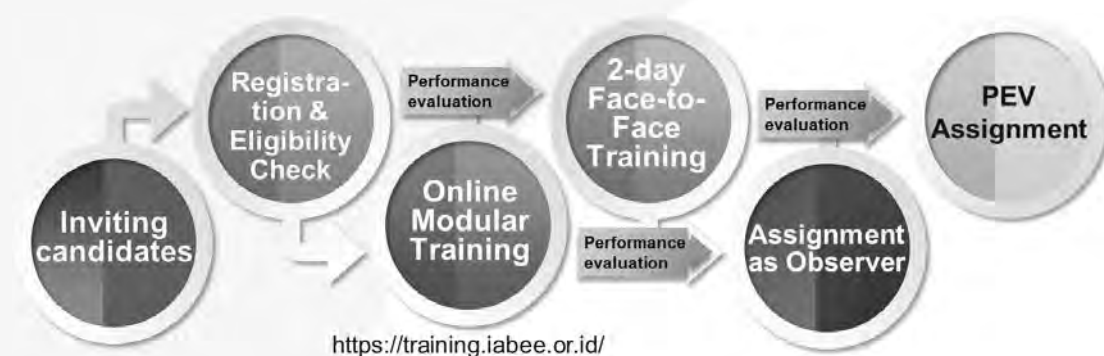 Inviting
candidates
Registra-
tion &
Eligibility
Check
Online
Modular
Training
https://training.iabee.or.id/
Performance
evaluation
2-day
Face-to-
Face
Training
Performance
evaluation
Assignment
as Observer
Performance
evaluation
PEV
Assignment